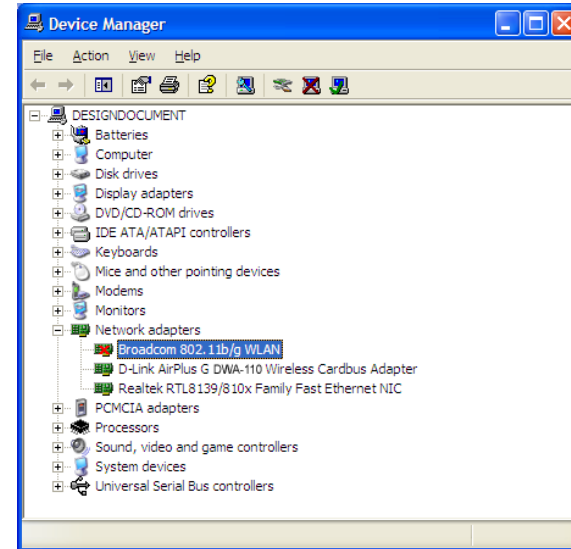 Device Manager
File Action View Help
DESIGNDOCUMENT
Batteries
Computer
Disk drives
Display adapters
DVD/CD-ROM drives
IDE ATA/ATAPI controllers
Keyboards
Mice and other pointing devices
Modems
Monitors
Network adapters
Broadcom 802.11b/g WLAN
D-Link AirPlus G DWA-110 Wireless Cardbus Adapter
Realtek RTL8139/810x Family Fast Ethernet NIC
PCMCIA adapters
Processors
Sound, video and game controllers
System devices
Universal Serial Bus controllers